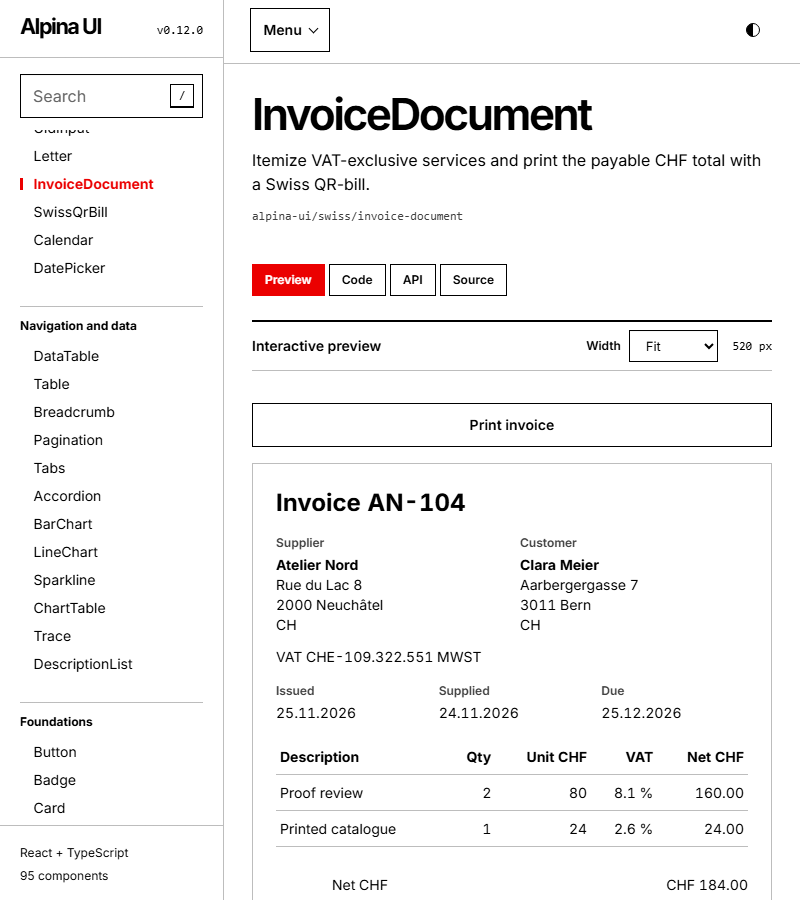 Alpina UI
v0.12.0
Search
/
Letter
InvoiceDocument
SwissQrBill
Calendar
DatePicker
Navigation and data
DataTable
Table
Breadcrumb
Pagination
Tabs
Accordion
BarChart
LineChart
Sparkline
ChartTable
Trace
DescriptionList
Foundations
Button
Badge
Card
React + TypeScript
95 components
Menu
InvoiceDocument
Itemize VAT-exclusive services and print the payable CHF total with
a Swiss QR-bill.
alpina-ui/swiss/invoice-document
Preview Code API Source
Interactive preview Width Fit 520 px
Print invoice
Invoice AN-104
Supplier Customer
Atelier Nord Clara Meier
Rue du Lac 8 Aarbergergasse 7
2000 Neuchâtel 3011 Bern
CH CH
VAT CHE-109.322.551 MWST
Issued Supplied Due
25.11.2026 24.11.2026 25.12.2026
Description Qty Unit CHF VAT Net CHF
Proof review 2 80 8.1 % 160.00
Printed catalogue 1 24 2.6 % 24.00
Net CHF CHF 184.00